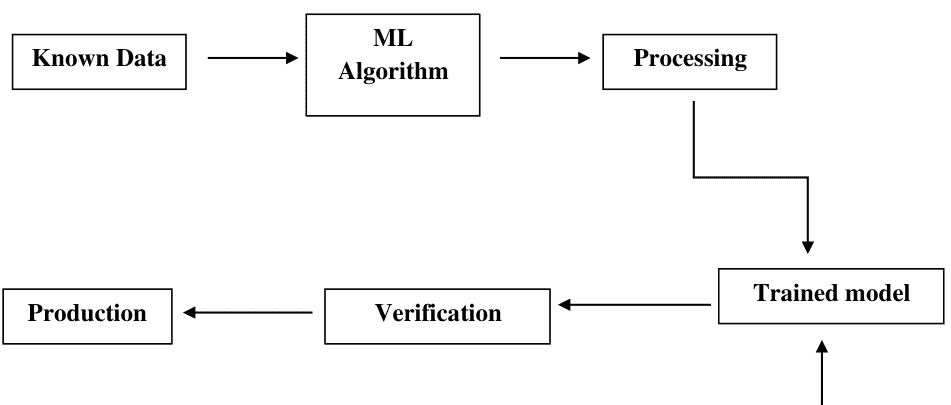 Known Data
ML
Algorithm
Processing
Trained model
Verification
Production